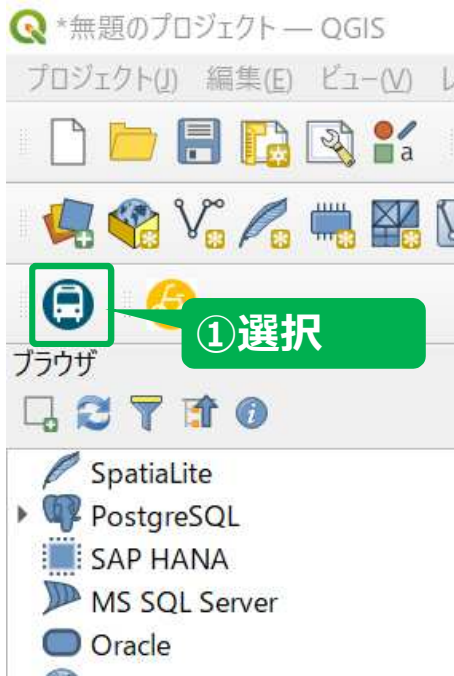 *無題のプロジェクト — QGIS
プロジェクト(J) 編集(E) ビュー(V) レ
a
①選択
ブラウザ
SpatiaLite
PostgreSQL
SAP HANA
MS SQL Server
Oracle